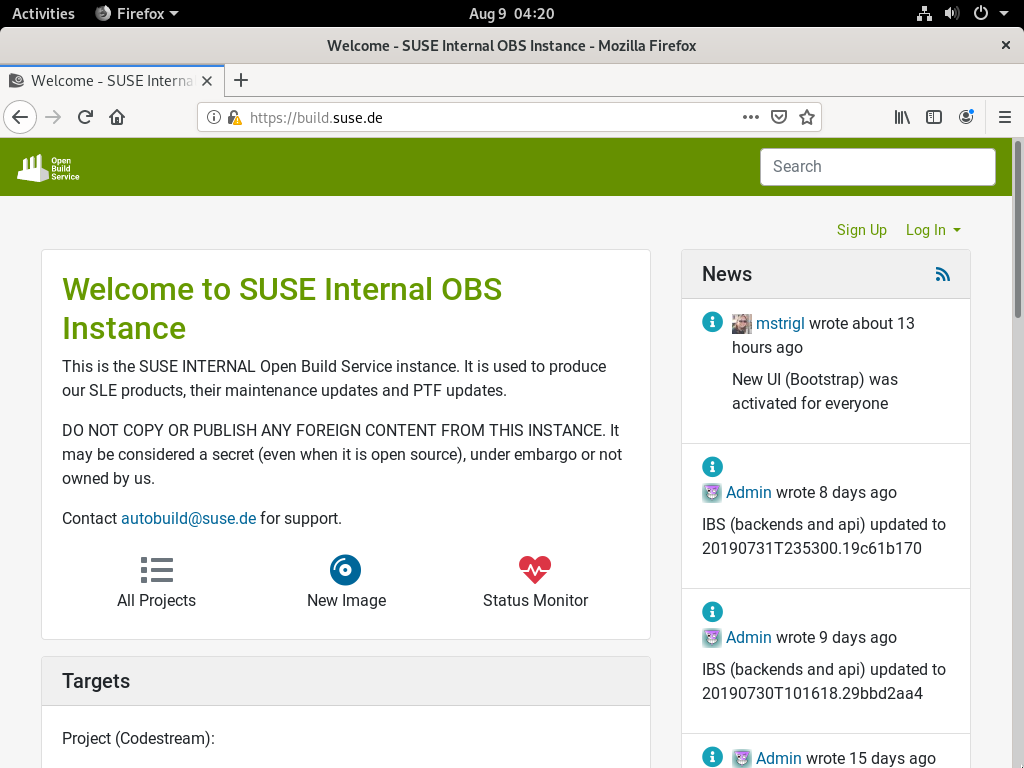 Activities Firefox Aug 9 04:20
Welcome - SUSE Internal OBS Instance - Mozilla Firefox
Welcome - SUSE Interna
https://build.suse.de
Open
Build
Service
Search
Sign Up Log In
Welcome to SUSE Internal OBS
Instance
This is the SUSE INTERNAL Open Build Service instance. It is used to produce
our SLE products, their maintenance updates and PTF updates.
DO NOT COPY OR PUBLISH ANY FOREIGN CONTENT FROM THIS INSTANCE. It
may be considered a secret (even when it is open source), under embargo or not
owned by us.
Contact autobuild@suse.de for support.
All Projects New Image Status Monitor
Targets
Project (Codestream):
News
mstrigl wrote about 13
hours ago
New UI (Bootstrap) was
activated for everyone
Admin wrote 8 days ago
IBS (backends and api) updated to
20190731T235300.19c61b170
Admin wrote 9 days ago
IBS (backends and api) updated to
20190730T101618.29bbd2aa4
Admin wrote 15 days ago